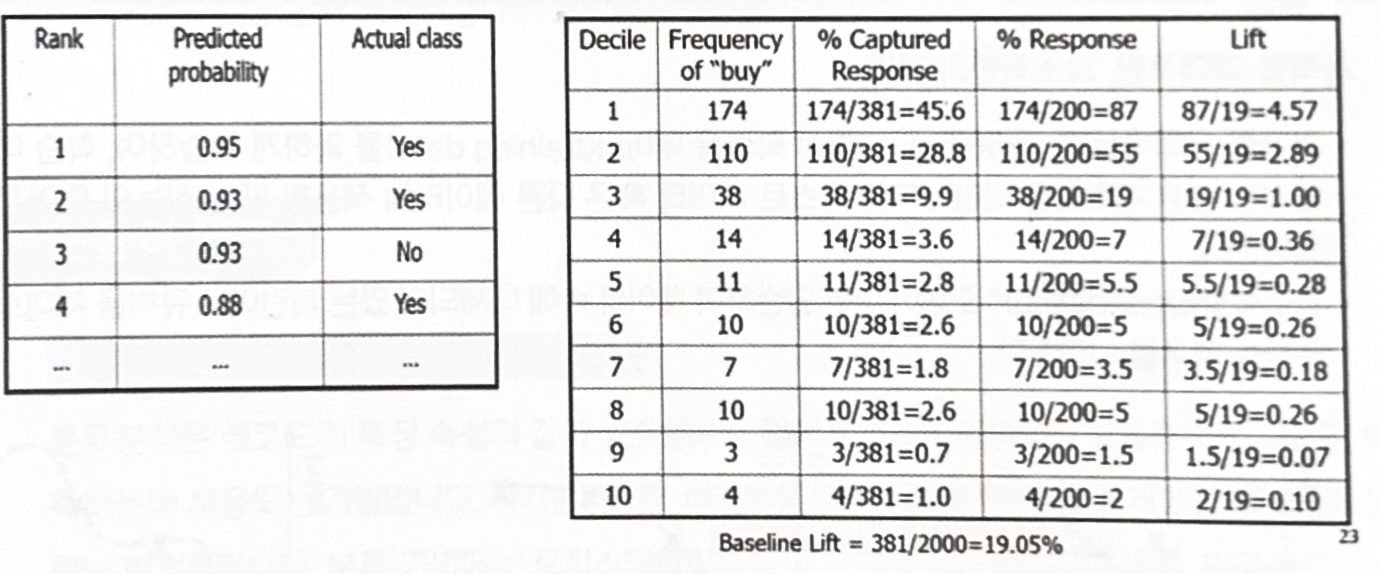 Rank Predicted probability Actual class
1 0.95 Yes
2 0.93 Yes
3 0.93 No
4 0.88 Yes
... ... ...
Decile Frequency of "buy" % Captured Response % Response Lift
1 174 174/381=45.6 174/200=87 87/19=4.57
2 110 110/381=28.8 110/200=55 55/19=2.89
3 38 38/381=9.9 38/200=19 19/19=1.00
4 14 14/381=3.6 14/200=7 7/19=0.36
5 11 11/381=2.8 11/200=5.5 5.5/19=0.28
6 10 10/381=2.6 10/200=5 5/19=0.26
7 7 7/381=1.8 7/200=3.5 3.5/19=0.18
8 10 10/381=2.6 10/200=5 5/19=0.26
9 3 3/381=0.7 3/200=1.5 1.5/19=0.07
10 4 4/381=1.0 4/200=2 2/19=0.10
Baseline Lift = 381/2000=19.05%
23